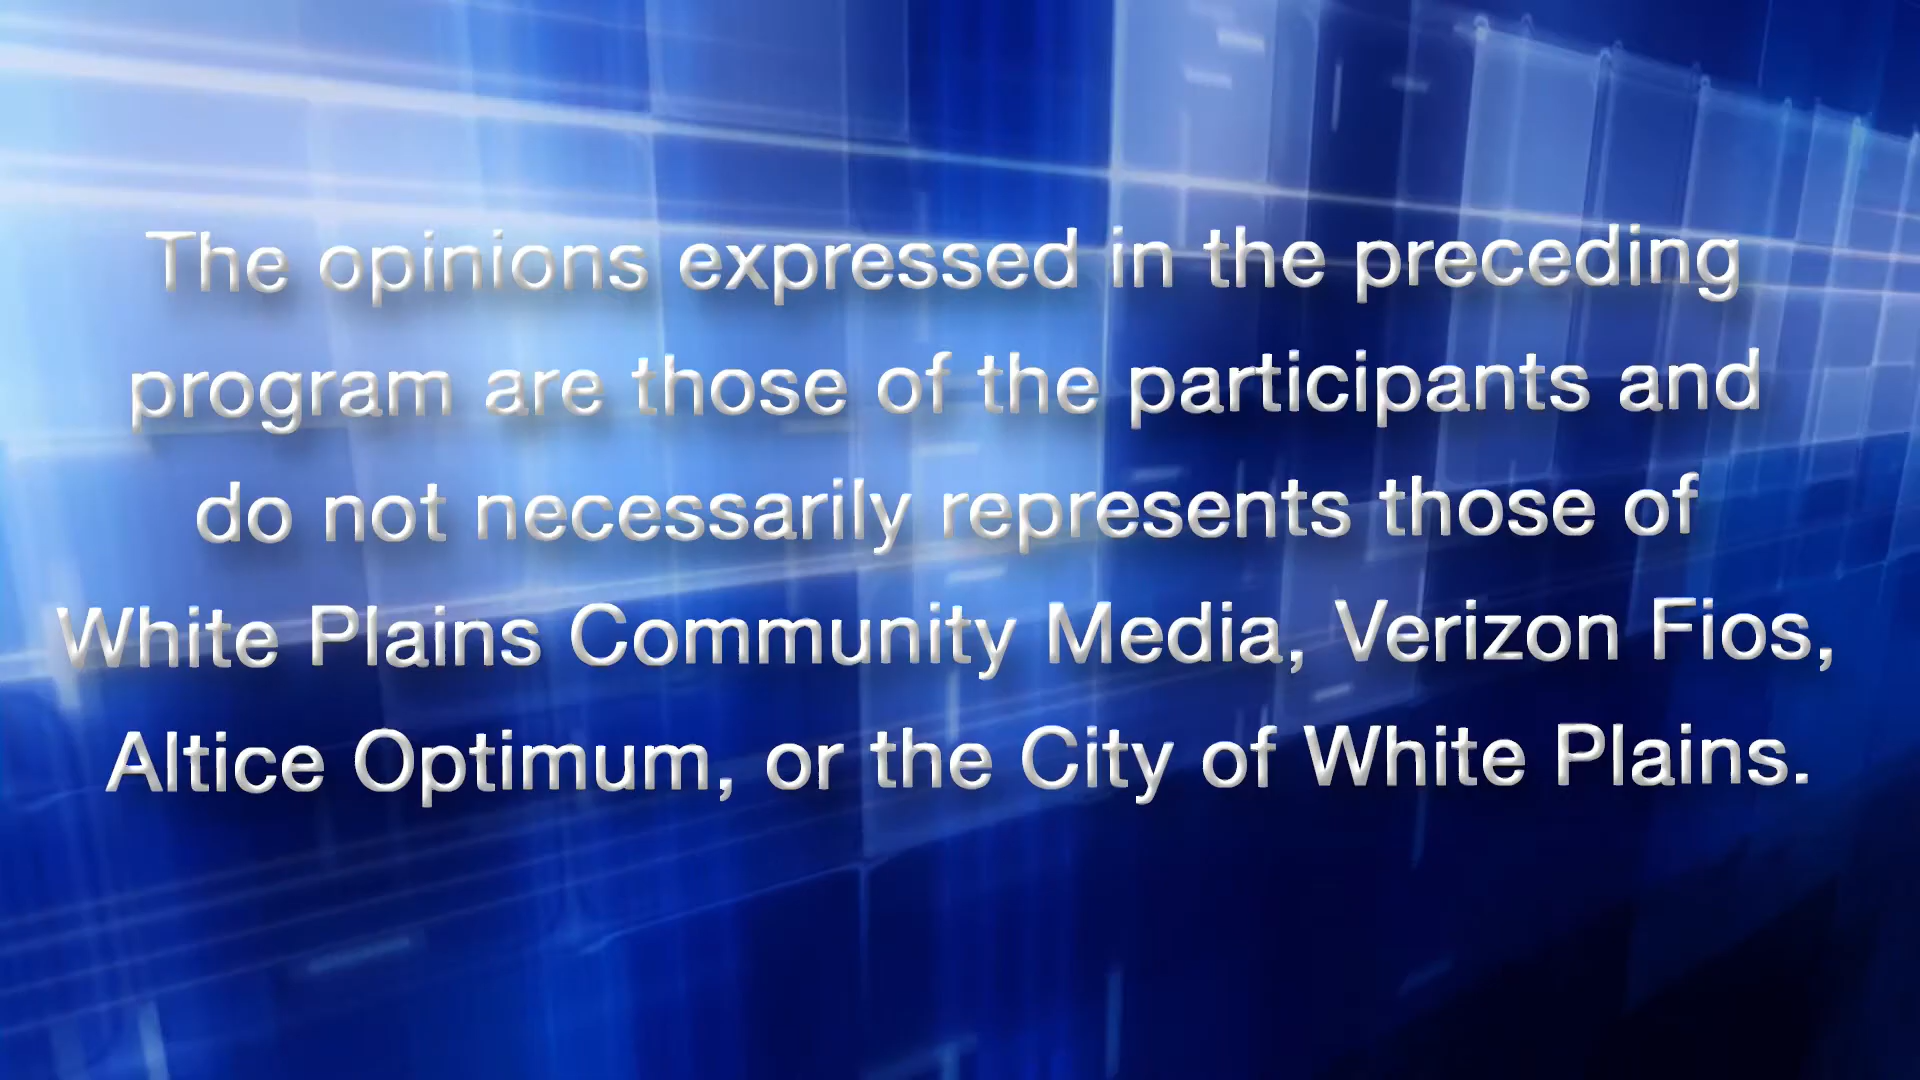 The opinions expressed in the preceding
program are those of the participants and
do not necessarily represents those of
White Plains Community Media, Verizon Fios,
Altice Optimum, or the City of White Plains.